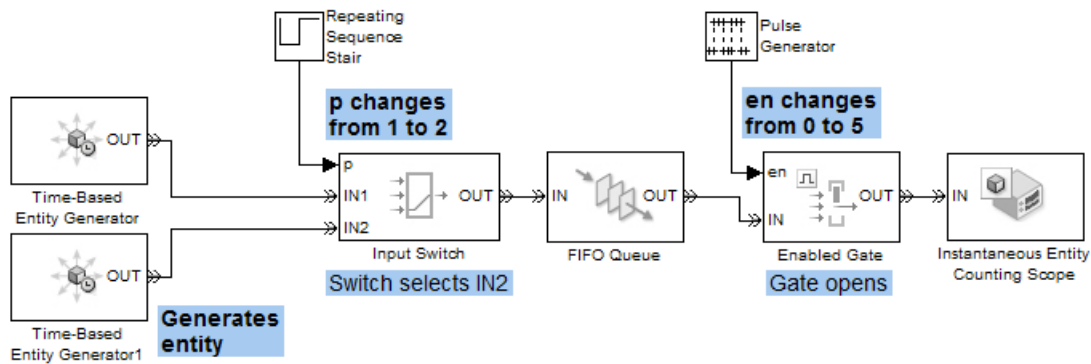 Repeating
Sequence
Stair
Pulse
Generator
p changes
from 1 to 2
en changes
from 0 to 5
OUT
Time-Based
Entity Generator
p
IN1
IN2
OUT
Input Switch
Switch selects IN2
IN
OUT
FIFO Queue
en
IN
OUT
Enabled Gate
Gate opens
IN
Instantaneous Entity
Counting Scope
OUT
Time-Based
Entity Generator1
Generates
entity